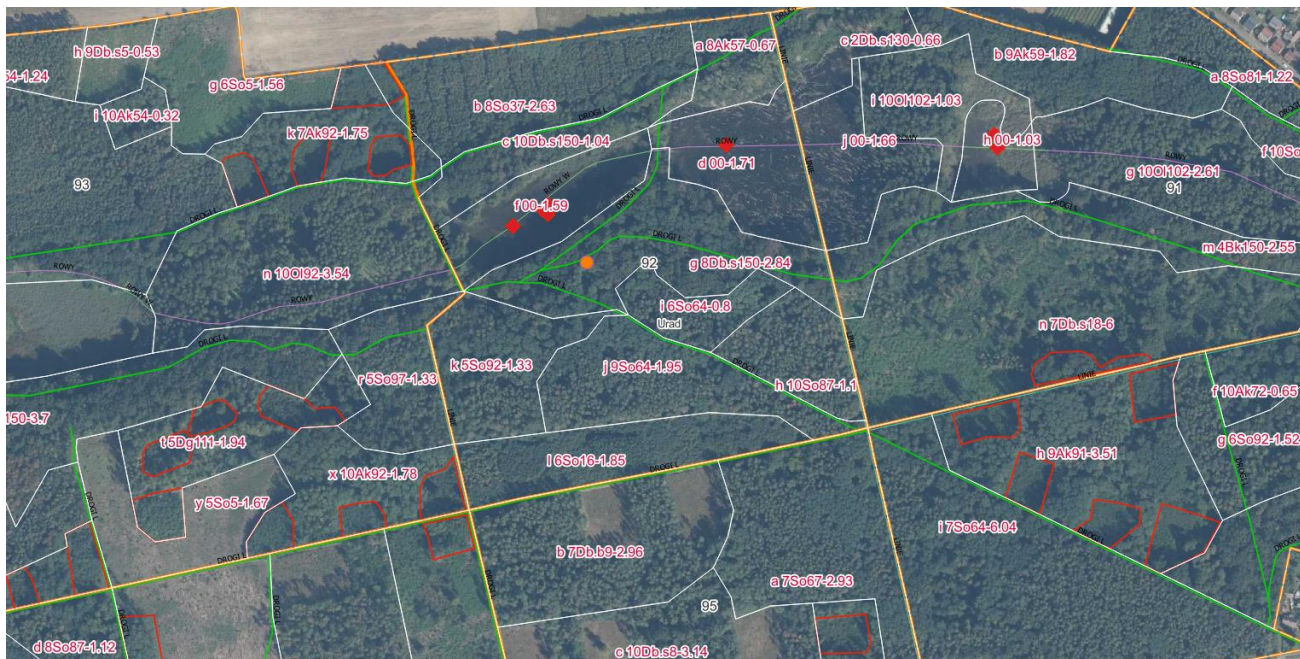 h 9Db.s5-0.53
g 6So5-1.56
64-1.24
i 10Ak54-0.32
k 7Ak92-1.75
93
b 8So37-2.63
a 8Ak57-0.67
c 2Db.s130-0.66
b 9Ak59-1.82
a 8So81-1.22
c 10Db.s150-1.04
i 10Ol102-1.03
j 00-1.66
h 00-1.03
d 00-1.71
f 10So
g 10Ol102-2.61
91
f 00-1.59
m 4Bk150-2.55
n 10Ol92-3.54
92
g 8Db.s150-2.84
i 6So64-0.8
Urad
n 7Db.s18-6
r 5So97-1.33
k 5So92-1.33
j 9So64-1.95
h 10So87-1.1
f 10Ak72-0.651
150-3.7
t 5Dg111-1.94
g 6So92-1.52
h 9Ak91-3.51
x 10Ak92-1.78
l 6So16-1.85
y 5So5-1.67
i 7So64-6.04
b 7Db.b9-2.96
a 7So67-2.93
95
d 8So87-1.12
c 10Db.s8-3.14
DROGI L
ROWY
ROWY W
LINIE